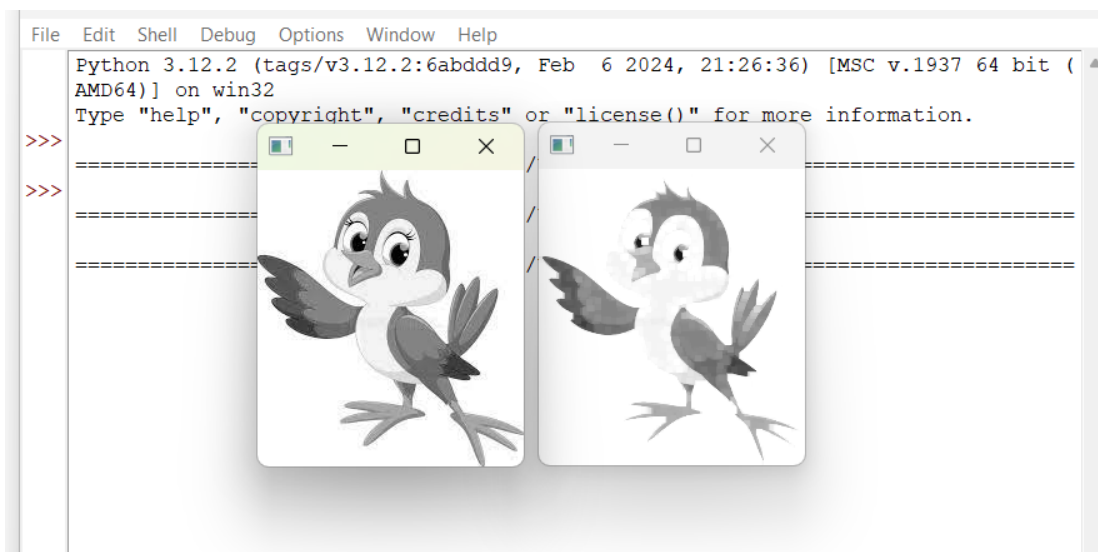 File Edit Shell Debug Options Window Help
Python 3.12.2 (tags/v3.12.2:6abddd9, Feb  6 2024, 21:26:36) [MSC v.1937 64 bit (
AMD64)] on win32
Type "help", "copyright", "credits" or "license()" for more information.
>>>
>>>